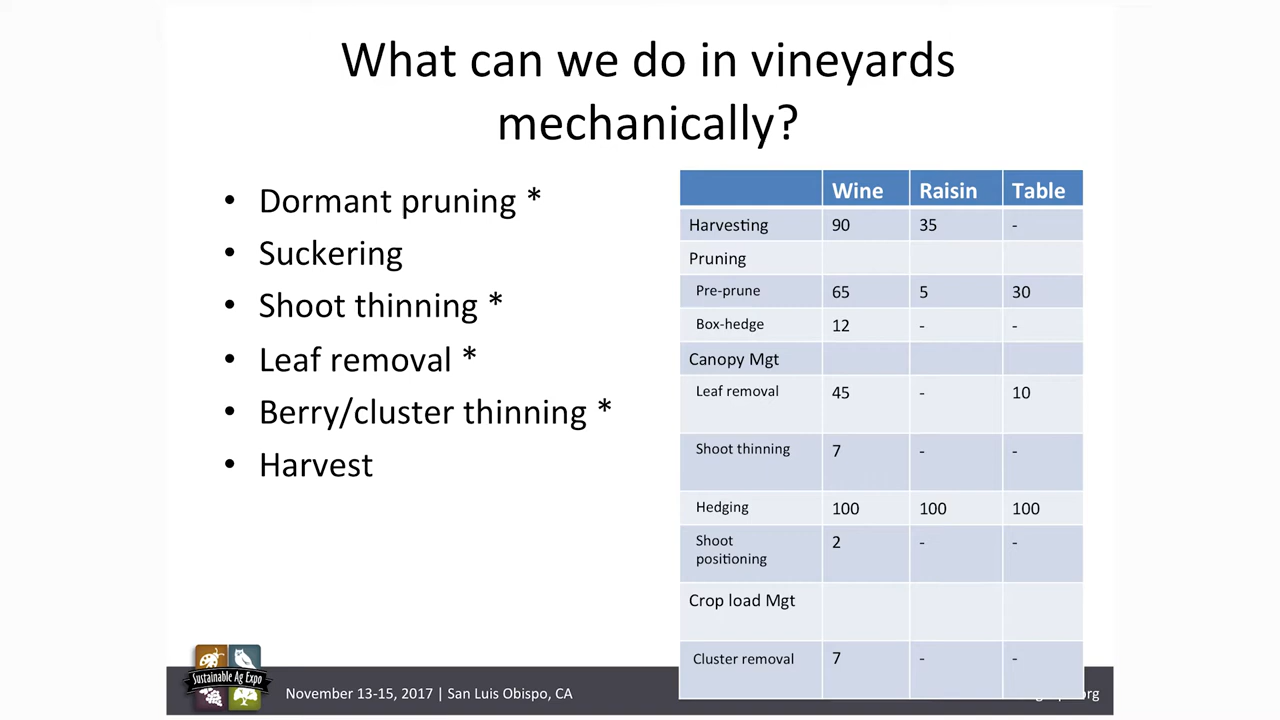 What can we do in vineyards
mechanically?
• Dormant pruning *
• Suckering
• Shoot thinning *
• Leaf removal *
• Berry/cluster thinning *
• Harvest
Wine Raisin Table
Harvesting 90 35 -
Pruning
Pre-prune 65 5 30
Box-hedge 12 - -
Canopy Mgt
Leaf removal 45 - 10
Shoot thinning 7 - -
Hedging 100 100 100
Shoot
positioning 2 - -
Crop load Mgt
Cluster removal 7 - -
Sustainable Ag Expo
November 13-15, 2017 | San Luis Obispo, CA